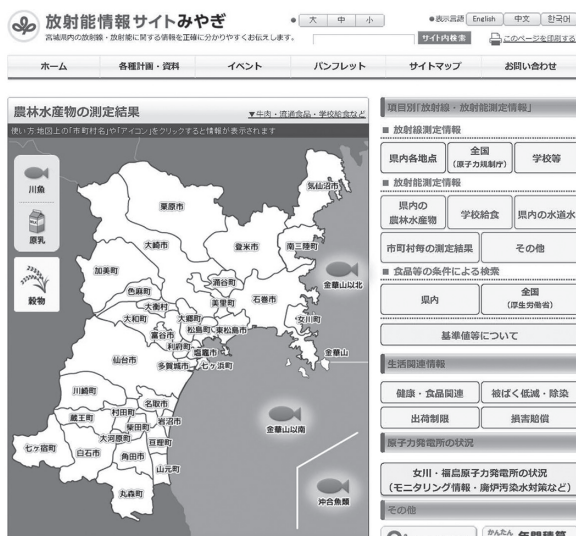 放射能情報サイトみやぎ
宮城県内の放射線・放射能に関する情報を正確に分かりやすくお伝えします。
大 中 小
●表示言語 English 中文 한국어
サイト内検索 このページを印刷する
ホーム 各種計画・資料 イベント パンフレット サイトマップ お問い合わせ
農林水産物の測定結果 ▼牛肉・流通食品・学校給食など
使い方:地図上の「市町村名」や「アイコン」をクリックすると情報が表示されます
川魚
原乳
穀物
気仙沼市
栗原市
大崎市
登米市
南三陸町
加美町
涌谷町
金華山以北
色麻町
美里町
石巻市
大衡村
大和町
大郷町
女川町
松島町
東松島市
富谷市
利府町
塩竈市
金華山
仙台市
多賀城市
七ヶ浜町
川崎町
名取市
村田町
岩沼市
蔵王町
柴田町
金華山以南
大河原町
亘理町
七ヶ宿町
白石市
角田市
山元町
丸森町
沖合魚類
項目別「放射線・放射能測定情報」
■ 放射線測定情報
県内各地点
全国
(原子力規制庁)
学校等
■ 放射能測定情報
県内の
農林水産物
学校給食
県内の水道水
市町村毎の測定結果
その他
■ 食品等の条件による検索
県内
全国
(厚生労働省)
基準値等について
生活関連情報
健康・食品関連
被ばく低減・除染
出荷制限
損害賠償
原子力発電所の状況
女川・福島原子力発電所の状況
(モニタリング情報・廃炉汚染水対策など)
その他
かんたん 年間積算